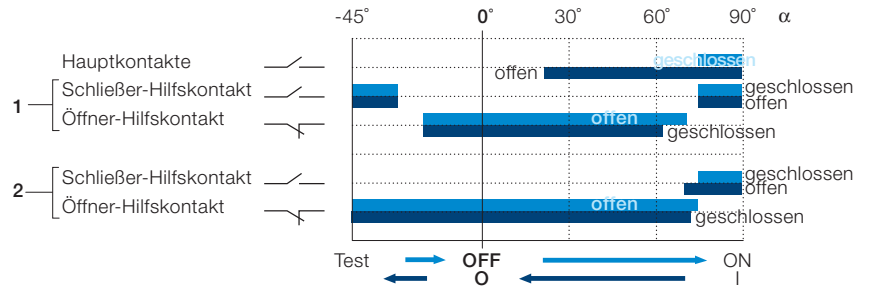 -45° 0° 30° 60° 90° α
Hauptkontakte geschlossen
offen
1 Schließer-Hilfskontakt geschlossen
offen
Öffner-Hilfskontakt offen
geschlossen
2 Schließer-Hilfskontakt geschlossen
offen
Öffner-Hilfskontakt offen
geschlossen
Test OFF ON
O I